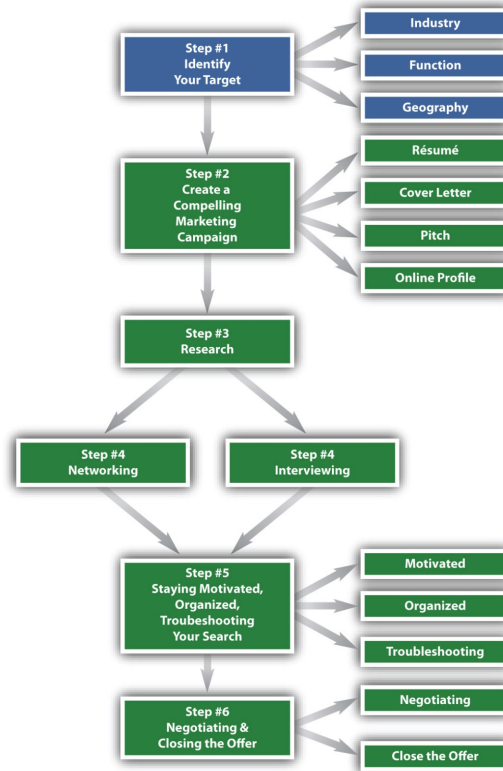 Step #1
Identify
Your Target
Industry
Function
Geography
Step #2
Create a
Compelling
Marketing
Campaign
Résumé
Cover Letter
Pitch
Online Profile
Step #3
Research
Step #4
Networking
Step #4
Interviewing
Step #5
Staying Motivated,
Organized,
Troubeshooting
Your Search
Motivated
Organized
Troubleshooting
Step #6
Negotiating &
Closing the Offer
Negotiating
Close the Offer